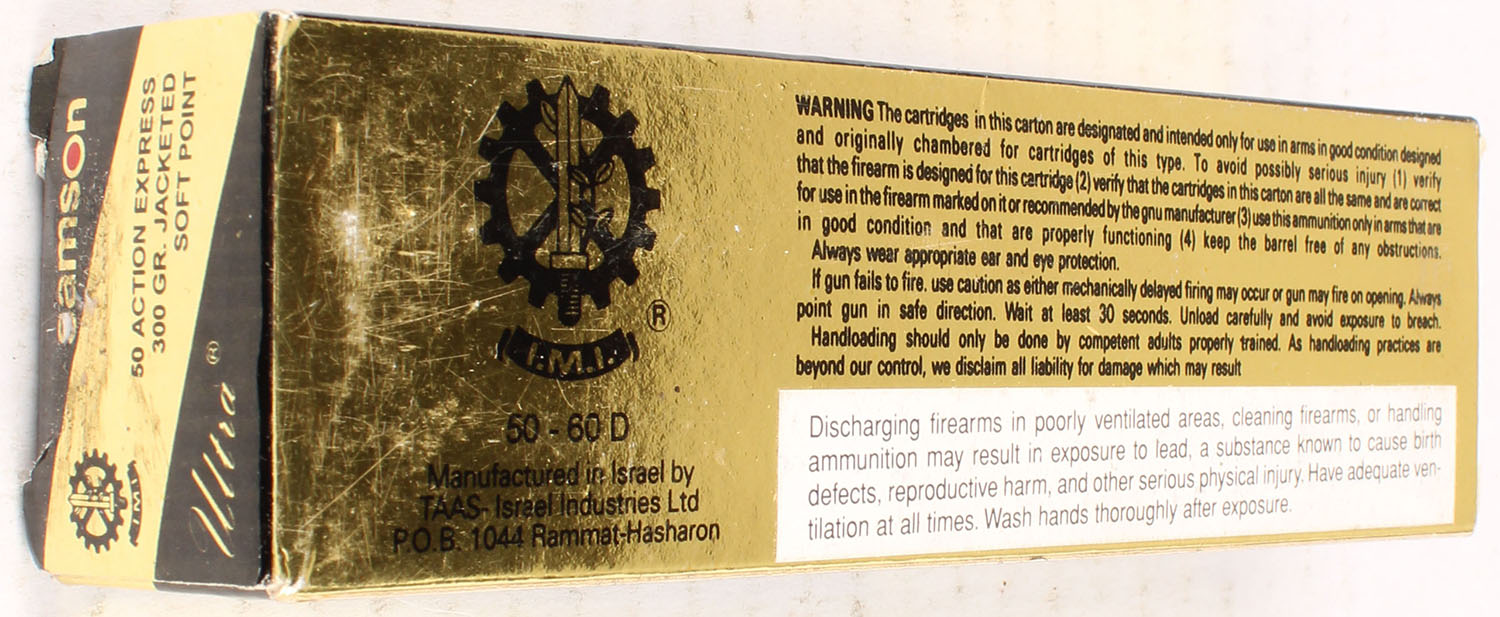 samson
50 ACTION EXPRESS
300 GR. JACKETED
SOFT POINT
I.M.I.
Ultra ®
®
I.M.I.
50 - 60 D
Manufactured in Israel by
TAAS- Israel Industries Ltd
P.O.B. 1044 Rammat-Hasharon
WARNING The cartridges in this carton are designated and intended only for use in arms in good condition designed
and originally chambered for cartridges of this type. To avoid possibly serious injury (1) verify
that the firearm is designed for this cartridge (2) verify that the cartridges in this carton are all the same and are correct
for use in the firearm marked on it or recommended by the gnu manufacturer (3) use this ammunition only in arms that are
in good condition and that are properly functioning (4) keep the barrel free of any obstructions.
Always wear appropriate ear and eye protection.
If gun fails to fire. use caution as either mechanically delayed firing may occur or gun may fire on opening. Always
point gun in safe direction. Wait at least 30 seconds. Unload carefully and avoid exposure to breach.
Handloading should only be done by competent adults properly trained. As handloading practices are
beyond our control, we disclaim all liability for damage which may result
Discharging firearms in poorly ventilated areas, cleaning firearms, or handling
ammunition may result in exposure to lead, a substance known to cause birth
defects, reproductive harm, and other serious physical injury. Have adequate ven-
tilation at all times. Wash hands thoroughly after exposure.